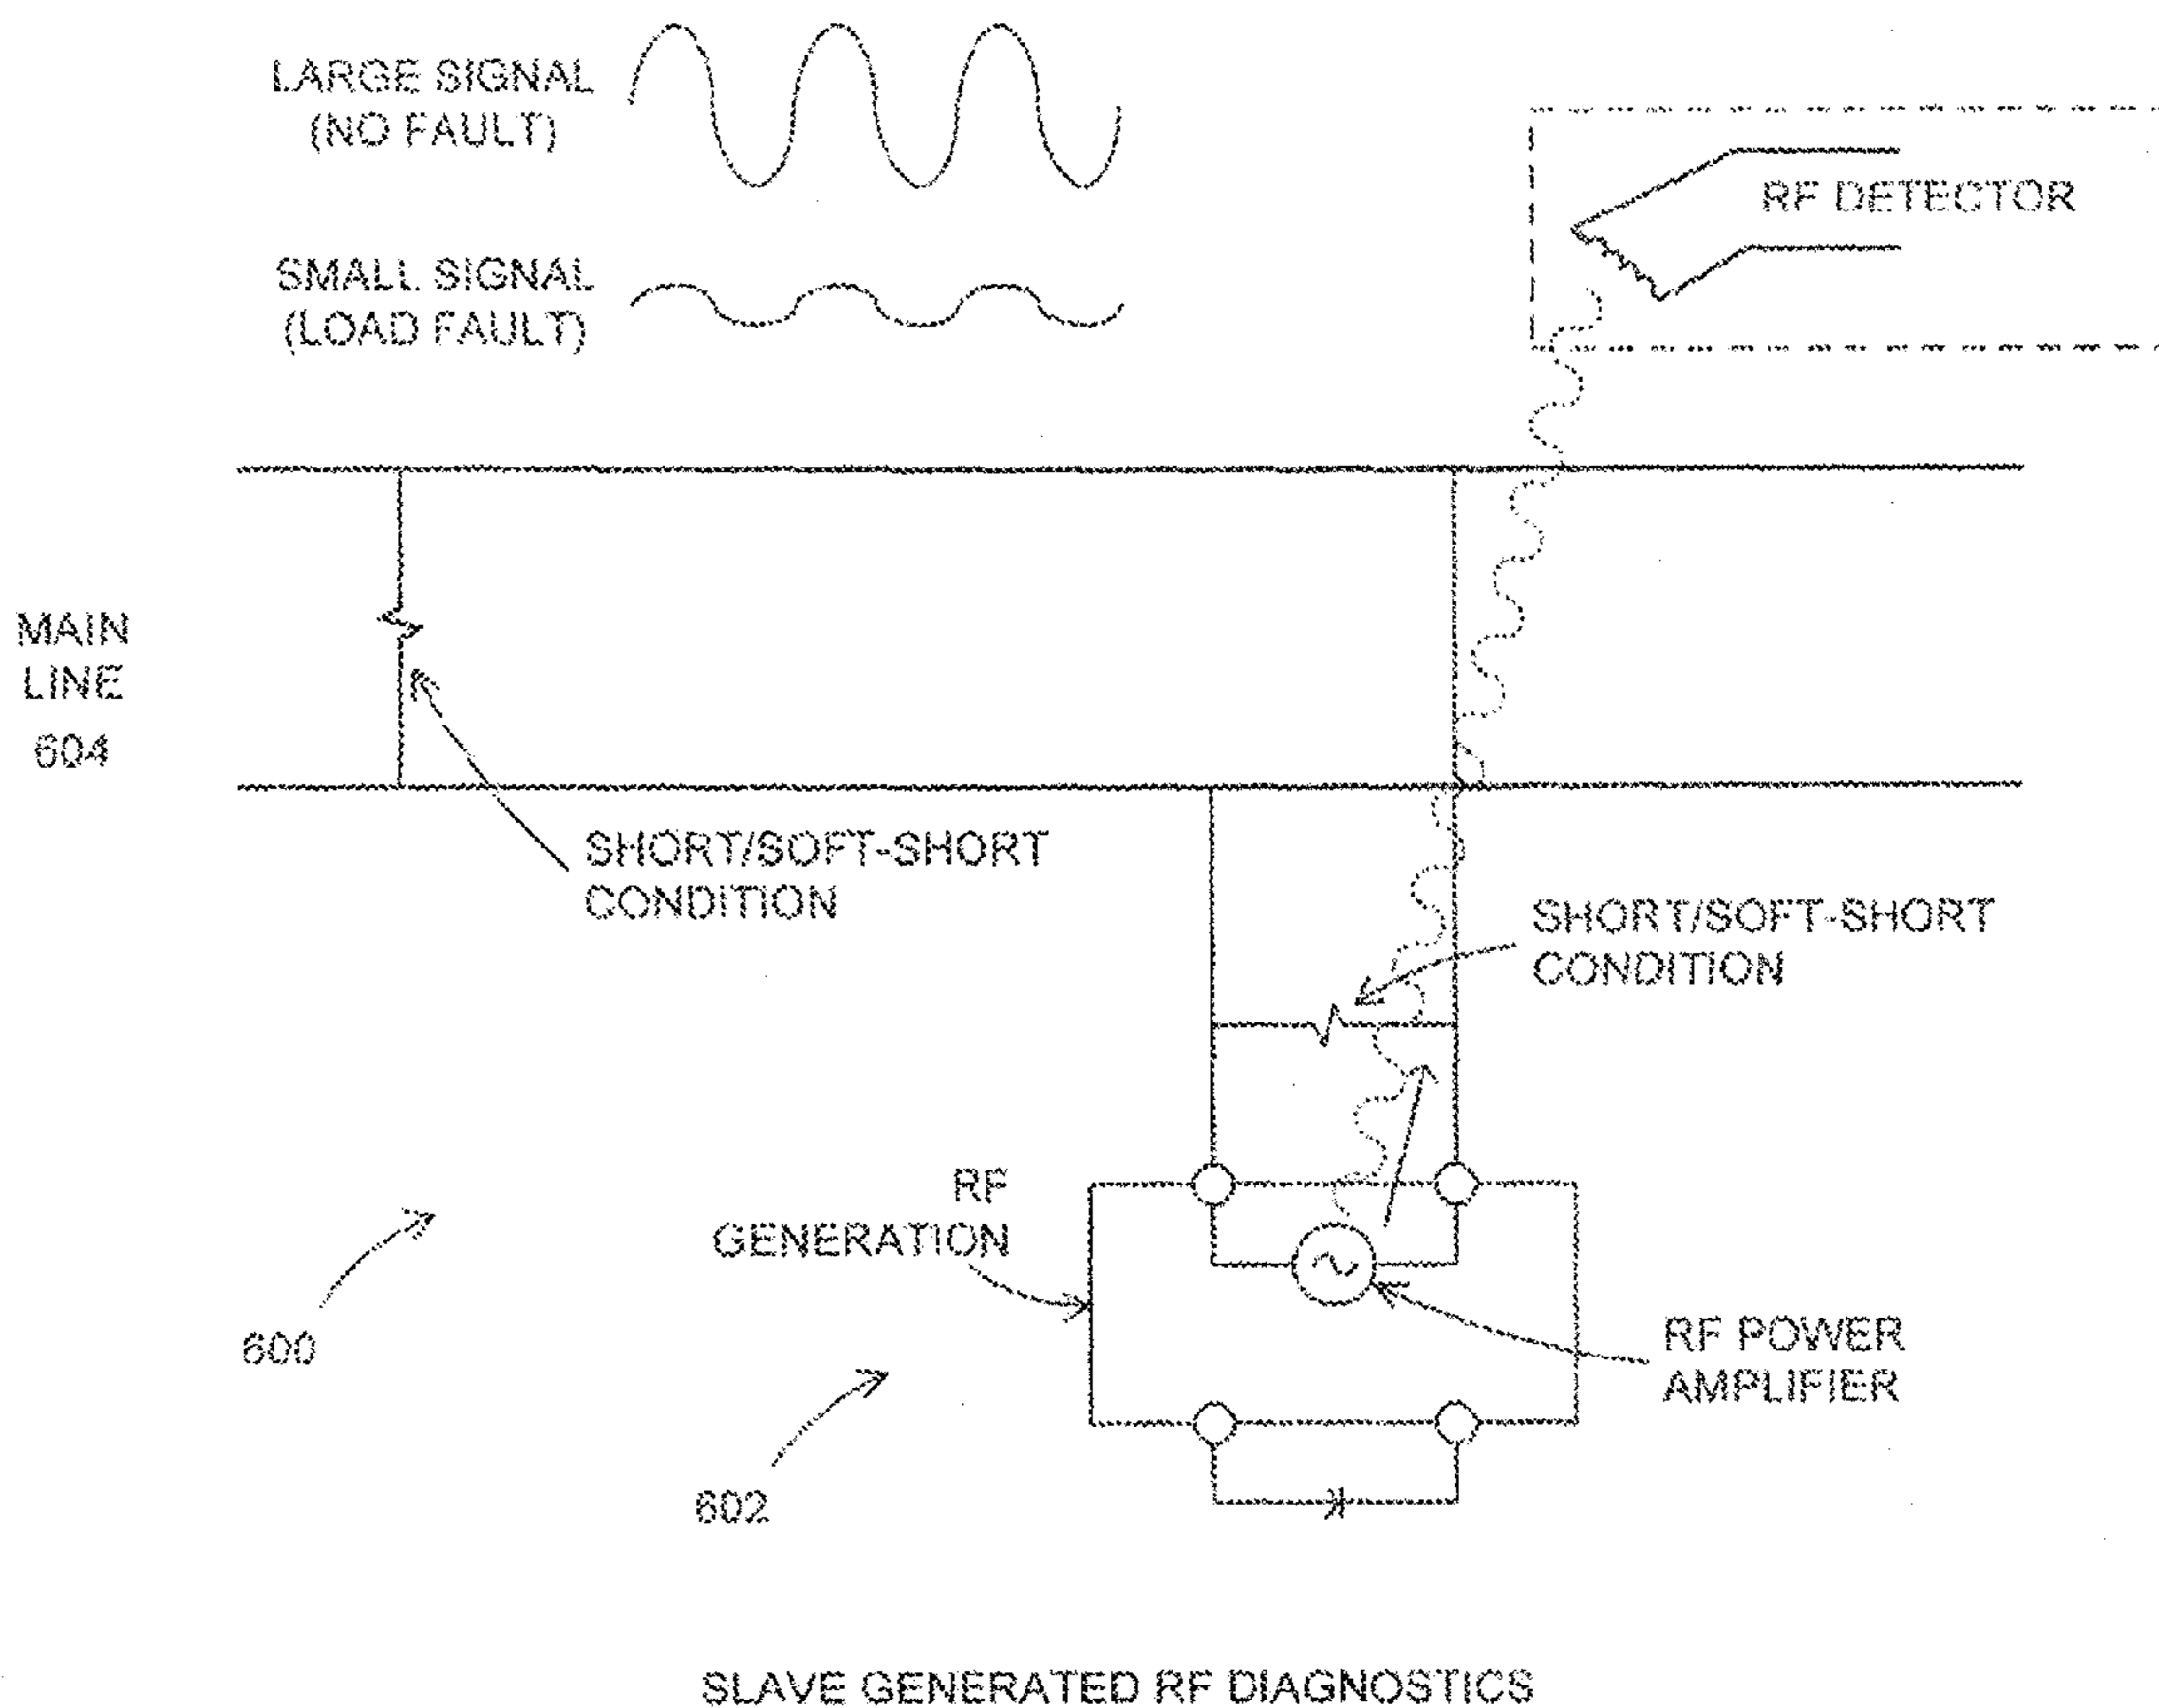 LARGE SIGNAL
(NO FAULT)
RF DETECTOR
SMALL SIGNAL
(LOAD FAULT)
MAIN
LINE
604
SHORT/SOFT-SHORT
CONDITION
SHORT/SOFT-SHORT
CONDITION
RF
GENERATION
600
RF POWER
AMPLIFIER
602
SLAVE GENERATED RF DIAGNOSTICS